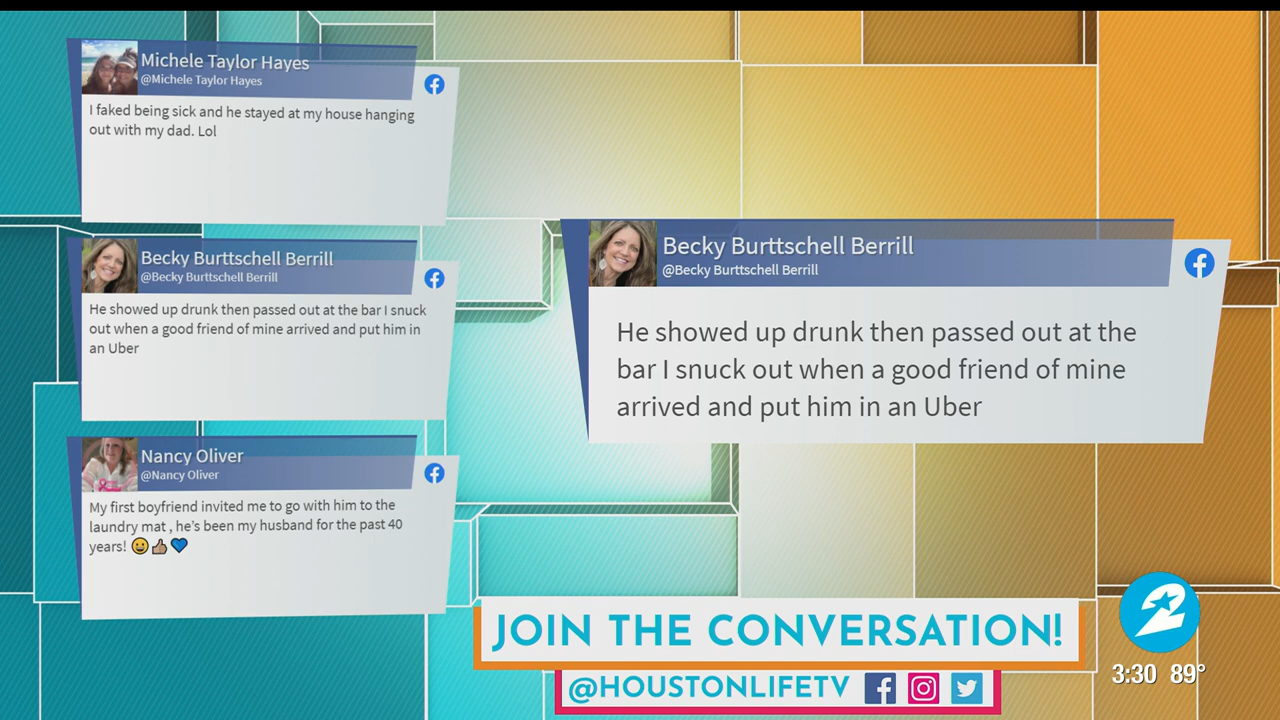 Michele Taylor Hayes
@Michele Taylor Hayes
I faked being sick and he stayed at my house hanging
out with my dad. Lol
Becky Burttschell Berrill
@Becky Burttschell Berrill
He showed up drunk then passed out at the bar I snuck
out when a good friend of mine arrived and put him in
an Uber
Nancy Oliver
@Nancy Oliver
My first boyfriend invited me to go with him to the
laundry mat , he's been my husband for the past 40
years! 😀👍🏽💙
Becky Burttschell Berrill
@Becky Burttschell Berrill
He showed up drunk then passed out at the
bar I snuck out when a good friend of mine
arrived and put him in an Uber
JOIN THE CONVERSATION!
@HOUSTONLIFETV
2
3:30 89°